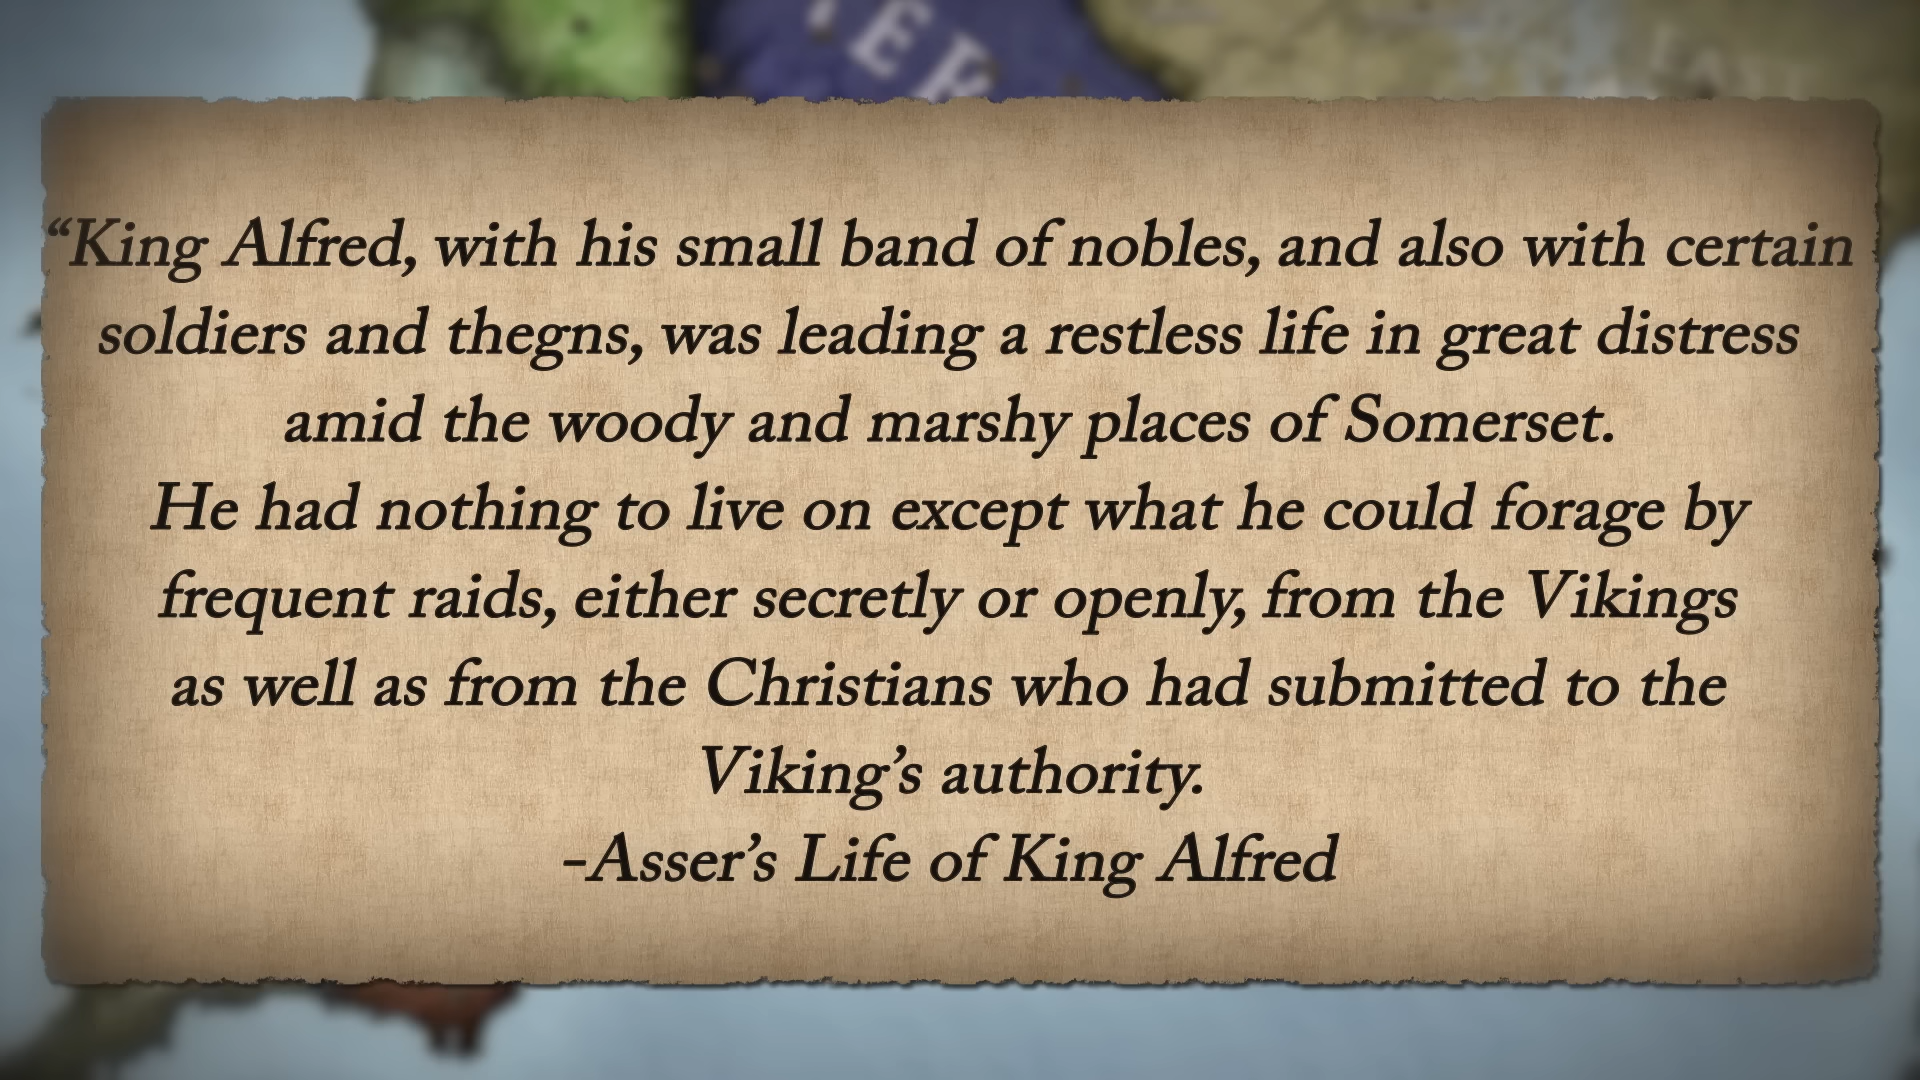 ER
EAST
“King Alfred, with his small band of nobles, and also with certain
soldiers and thegns, was leading a restless life in great distress
amid the woody and marshy places of Somerset.
He had nothing to live on except what he could forage by
frequent raids, either secretly or openly, from the Vikings
as well as from the Christians who had submitted to the
Viking’s authority.
-Asser’s Life of King Alfred